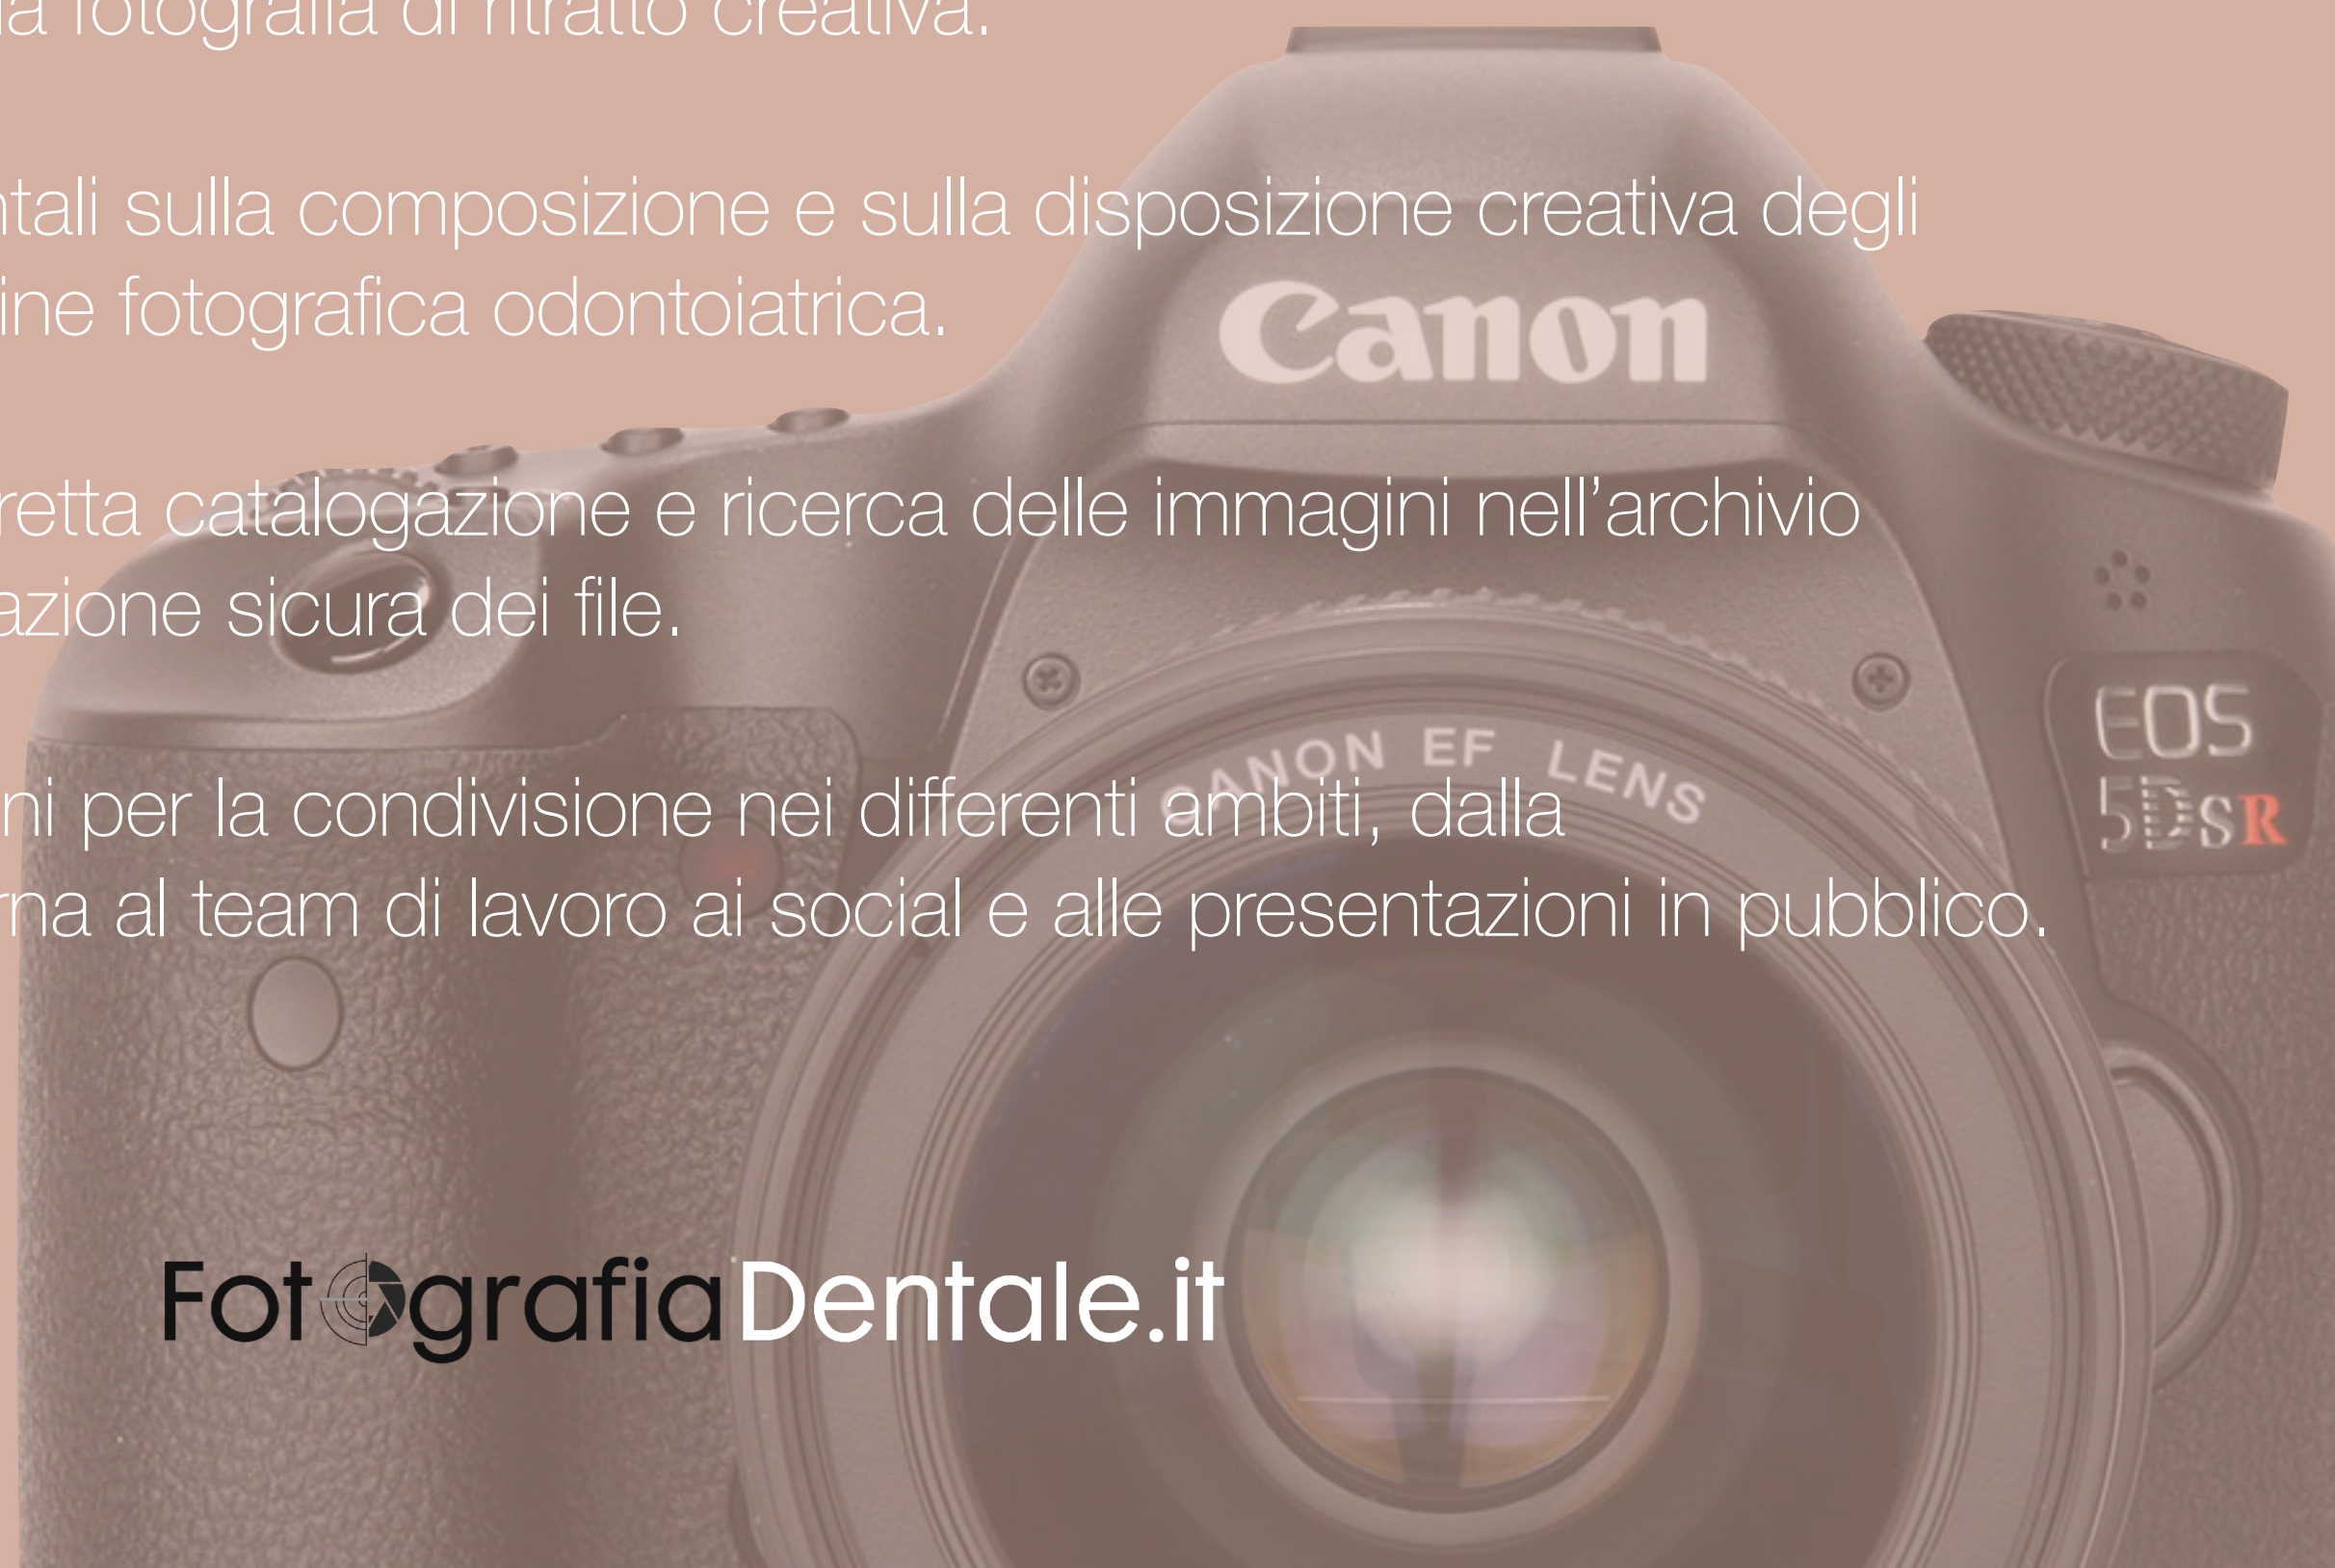 la fotografia di ritratto creativa.
ntali sulla composizione e sulla disposizione creativa degli
ine fotografica odontoiatrica.
Canon
retta catalogazione e ricerca delle immagini nell'archivio
azione sicura dei file.
EOS
5DSR
CANON EF LENS
ni per la condivisione nei differenti ambiti, dalla
rna al team di lavoro ai social e alle presentazioni in pubblico.
FotografiaDentale.it